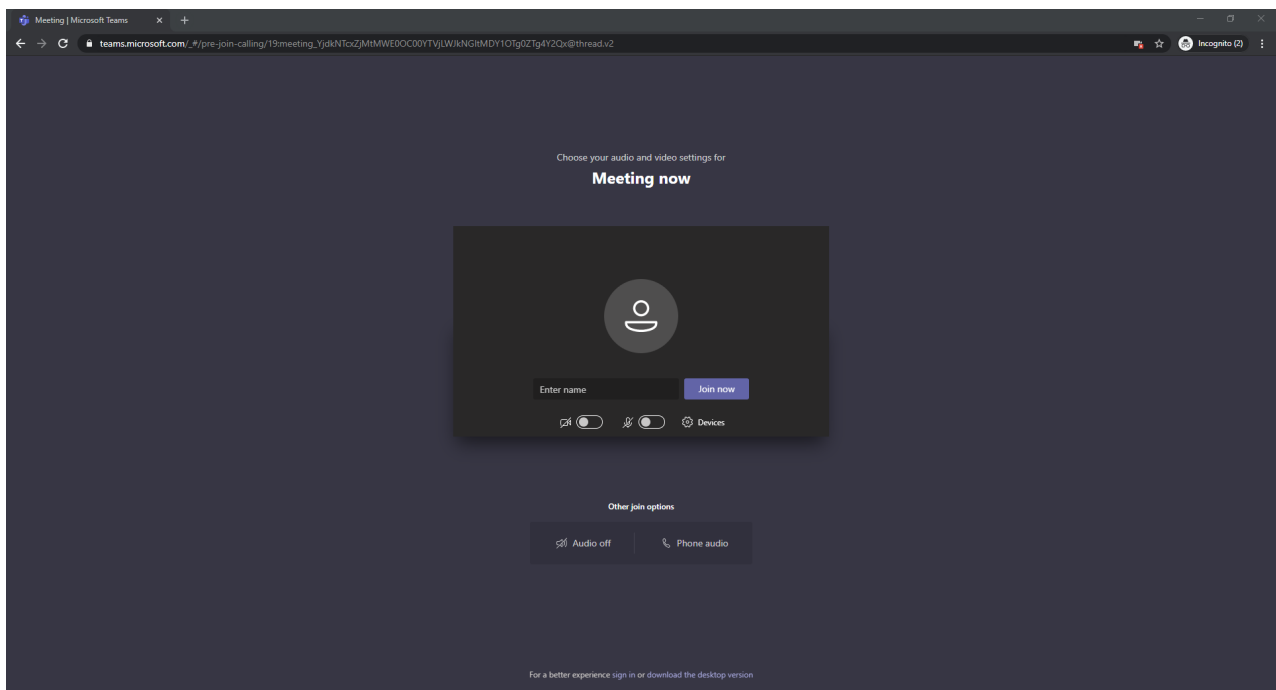 Meeting | Microsoft Teams
teams.microsoft.com/_#/pre-join-calling/19:meeting_YjdkNTcxZjMtMWE0OC00YTVjLWJkNGItMDY1OTg0ZTg4Y2Qx@thread.v2
Incognito (2)
Choose your audio and video settings for
Meeting now
Enter name
Join now
Devices
Other join options
Audio off
Phone audio
For a better experience sign in or download the desktop version